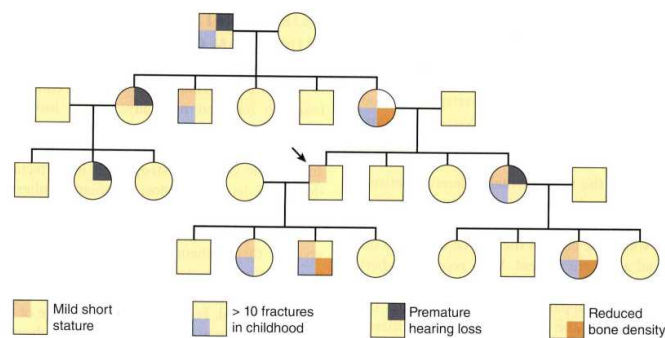 Mild short
stature
> 10 fractures
in childhood
Premature
hearing loss
Reduced
bone density